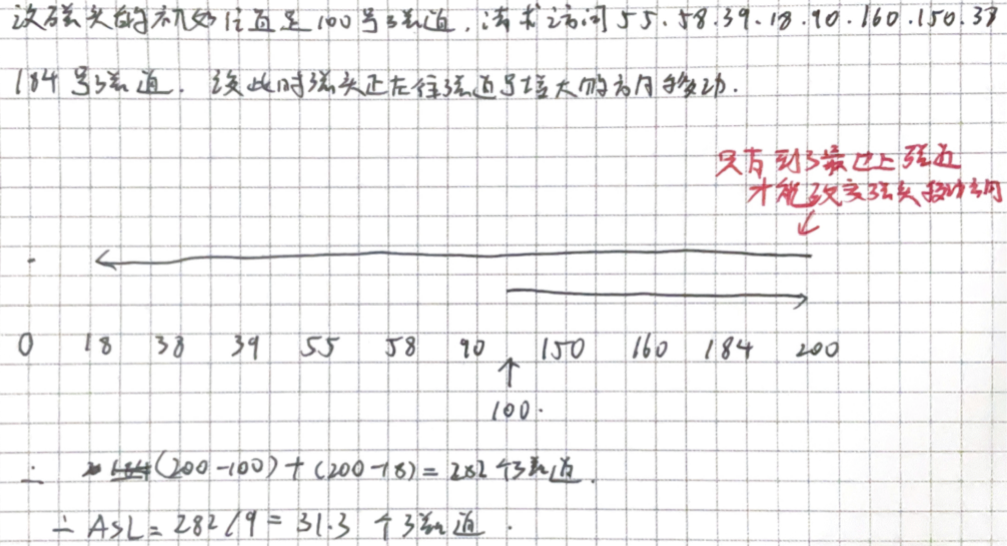 设磁头的初始位置是100号磁道,请求访问55.58.39.18.90.160.150.38
184号磁道. 设此时磁头正在往磁道号增大的方向移动.
只有到了最边上磁道
才能改变磁头移动方向
0 18 38 39 55 58 90 150 160 184 200
100.
∴ (200-100)+(200-18)=282个磁道.
∴ ASL=282/9=31.3 个磁道.